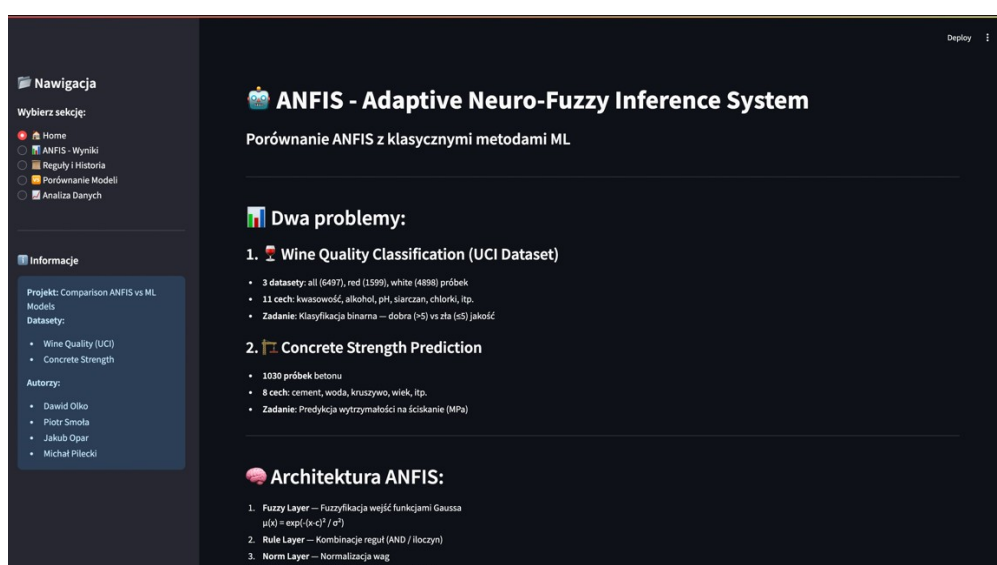 Deploy
Nawigacja
Wybierz sekcję:
Home
ANFIS - Wyniki
Reguły i Historia
Porównanie Modeli
Analiza Danych
Informacje
Projekt: Comparison ANFIS vs ML
Models
Datasety:
Wine Quality (UCI)
Concrete Strength
Autorzy:
Dawid Olko
Piotr Smoła
Jakub Opar
Michał Pilecki
ANFIS - Adaptive Neuro-Fuzzy Inference System
Porównanie ANFIS z klasycznymi metodami ML
Dwa problemy:
1. Wine Quality Classification (UCI Dataset)
3 datasety: all (6497), red (1599), white (4898) próbek
11 cech: kwasowość, alkohol, pH, siarczan, chlorki, itp.
Zadanie: Klasyfikacja binarna — dobra (>5) vs zła (≤5) jakość
2. Concrete Strength Prediction
1030 próbek betonu
8 cech: cement, woda, kruszywo, wiek, itp.
Zadanie: Predykcja wytrzymałości na ściskanie (MPa)
Architektura ANFIS:
1. Fuzzy Layer — Fuzzyfikacja wejść funkcjami Gaussa
μ(x) = exp(-(x-c)² / σ²)
2. Rule Layer — Kombinacje reguł (AND / iloczyn)
3. Norm Layer — Normalizacja wag